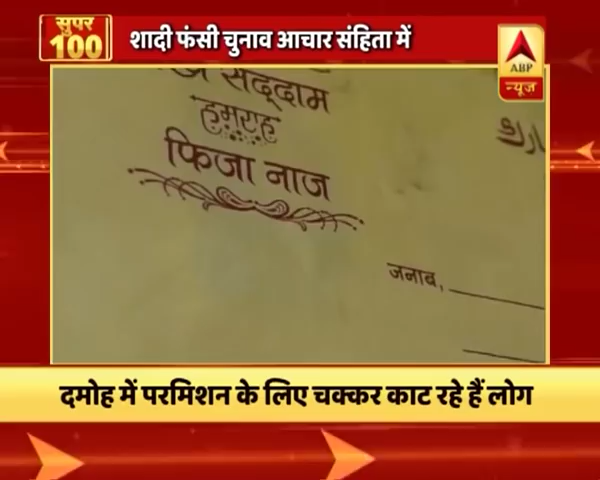 सुपर
100
शादी फंसी चुनाव आचार संहिता में
ABP
न्यूज़
सद्दाम
हमराह
फिजा नाज
जनाब,
दमोह में परमिशन के लिए चक्कर काट रहे हैं लोग